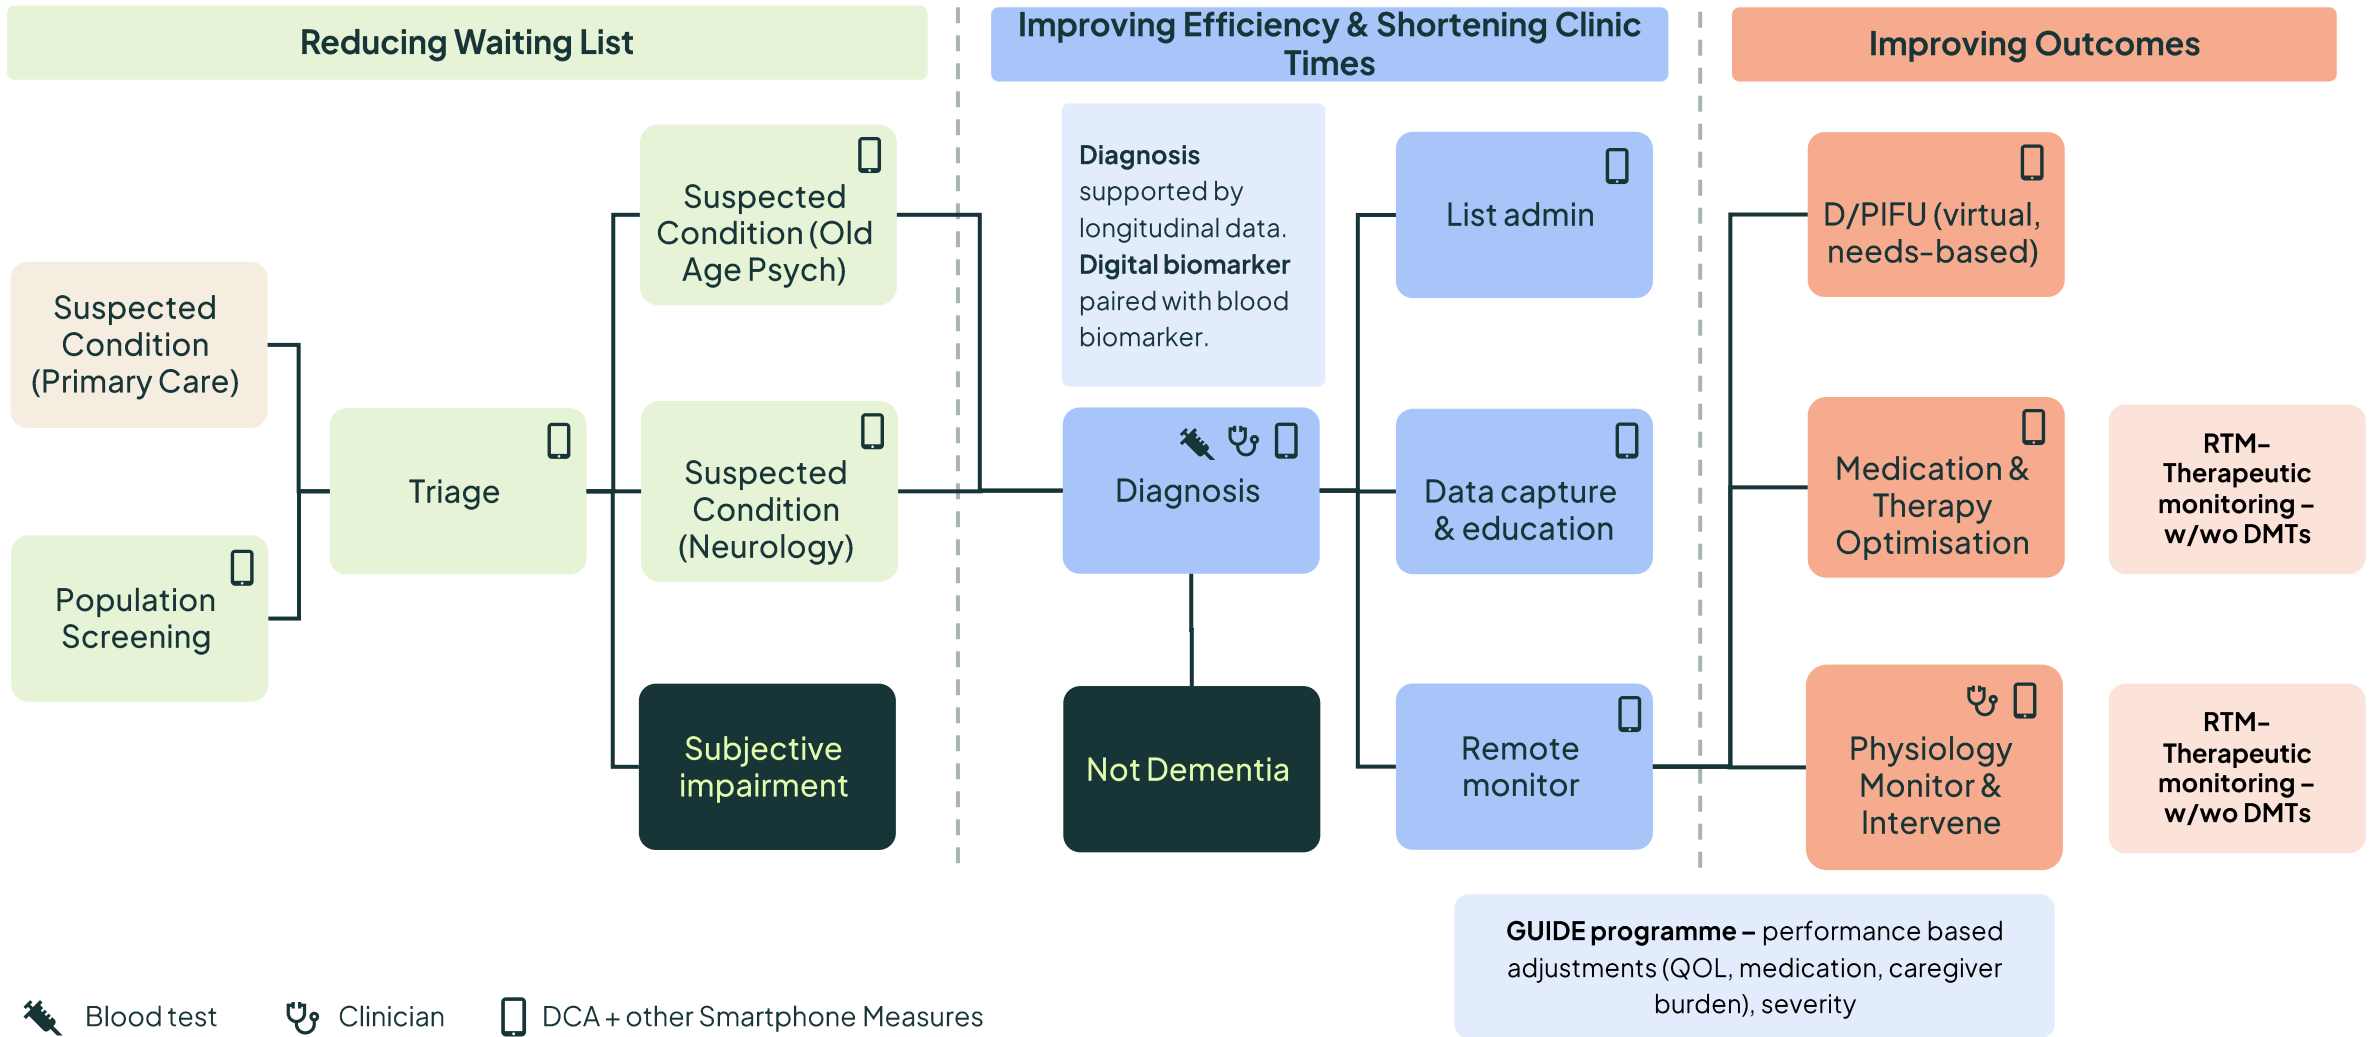 Reducing Waiting List
Improving Efficiency & Shortening Clinic
Times
Improving Outcomes
Suspected
Condition
(Primary Care)
Population
Screening
Triage
Suspected
Condition (Old
Age Psych)
Suspected
Condition
(Neurology)
Subjective
impairment
Diagnosis
supported by
longitudinal data.
Digital biomarker
paired with blood
biomarker.
Diagnosis
Not Dementia
List admin
Data capture
& education
Remote
monitor
D/PIFU (virtual,
needs-based)
Medication &
Therapy
Optimisation
Physiology
Monitor &
Intervene
RTM-
Therapeutic
monitoring –
w/wo DMTs
RTM-
Therapeutic
monitoring –
w/wo DMTs
GUIDE programme – performance based
adjustments (QOL, medication, caregiver
burden), severity
Blood test
Clinician
DCA + other Smartphone Measures